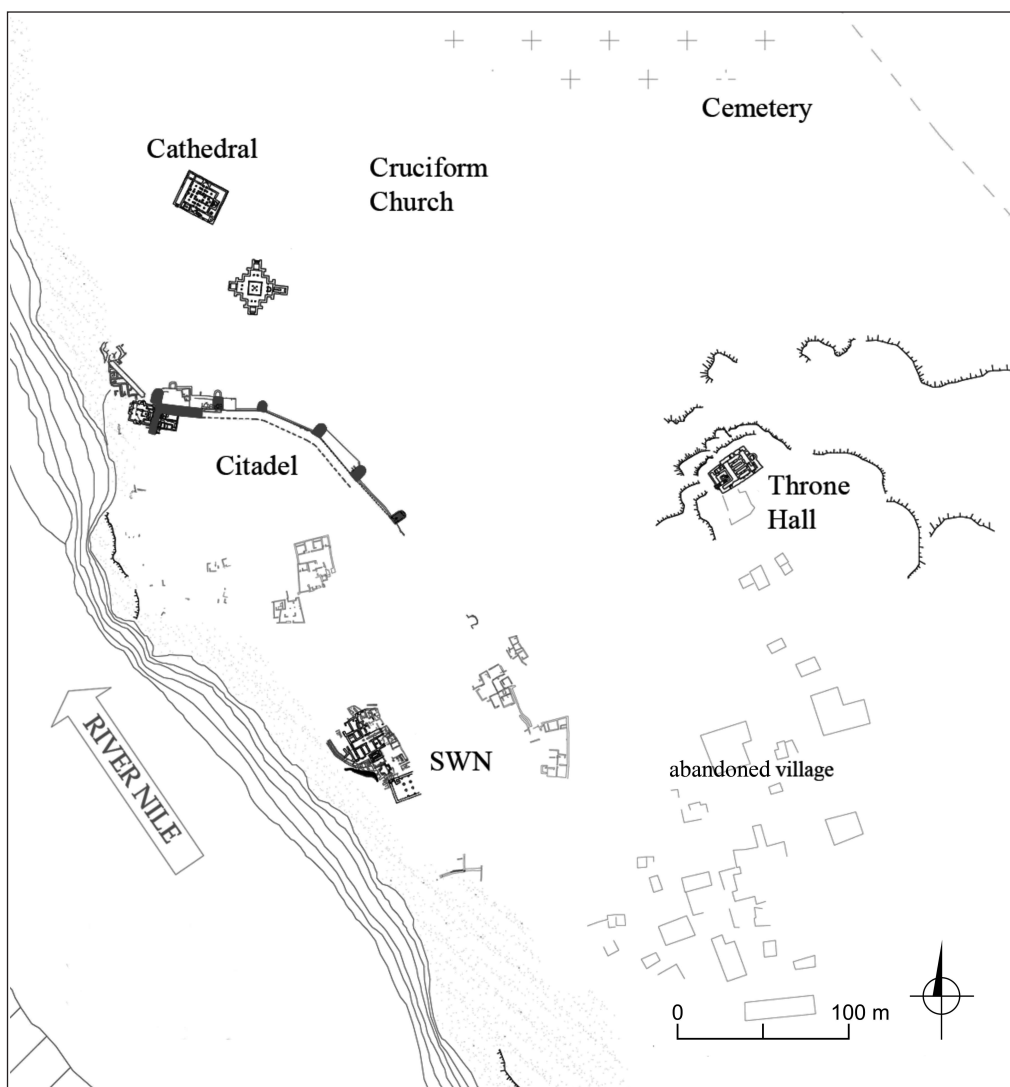 Cemetery
Cathedral
Cruciform
Church
Citadel
Throne
Hall
SWN
abandoned village
RIVER NILE
0 100 m